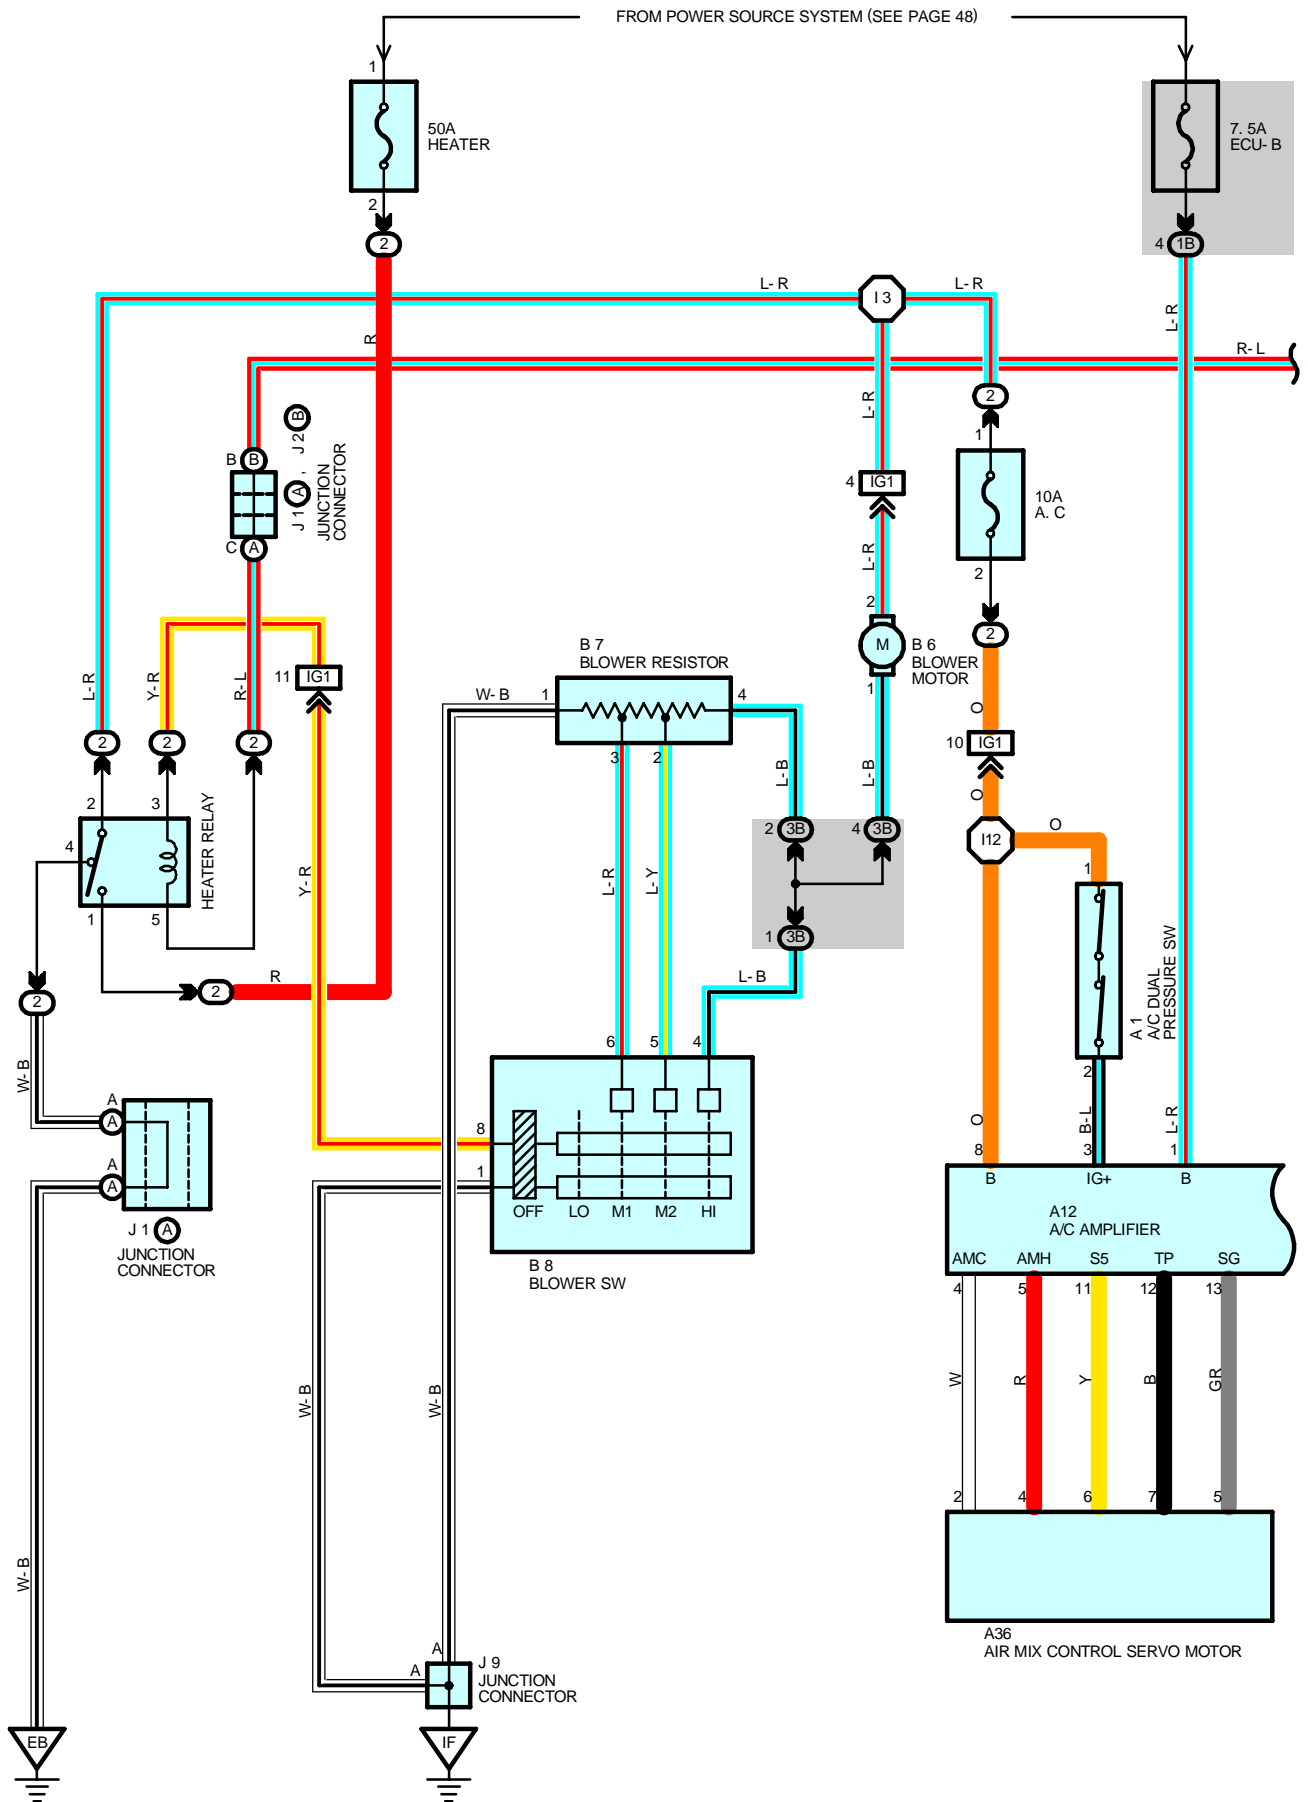 FROM POWER SOURCE SYSTEM (SEE PAGE 48)
1
50A
HEATER
7. 5A
ECU- B
2
2
4
1B
L- R
I 3
L- R
L- R
R
R- L
J 2 B
J 1 A ,
JUNCTION
CONNECTOR
B
B
C
A
L- R
2
1
4
IG1
10A
A. C
L- R
2
2
2
M
B 6
BLOWER
MOTOR
1
B 7
BLOWER RESISTOR
L- R
Y- R
R- L
11
IG1
W- B
1
4
3
2
O
10
IG1
2
2
2
L- B
L- B
O
2
3
HEATER RELAY
4
1
5
2
3B
4
3B
I12
O
1
Y- R
L- R
L- Y
1
3B
L- B
A 1
A/C DUAL
PRESSURE SW
2
R
2
2
W- B
6
5
4
2
B- L
L- R
O
A
A
A
A
J 1 A
JUNCTION
CONNECTOR
8
1
OFF
LO
M1
M2
HI
B 8
BLOWER SW
8
3
1
B
IG+
B
A12
A/C AMPLIFIER
AMC
AMH
S5
TP
SG
4
5
11
12
13
W- B
W- B
W
R
Y
B
GR
2
4
6
7
5
W- B
A36
AIR MIX CONTROL SERVO MOTOR
A
A
J 9
JUNCTION
CONNECTOR
EB
IF